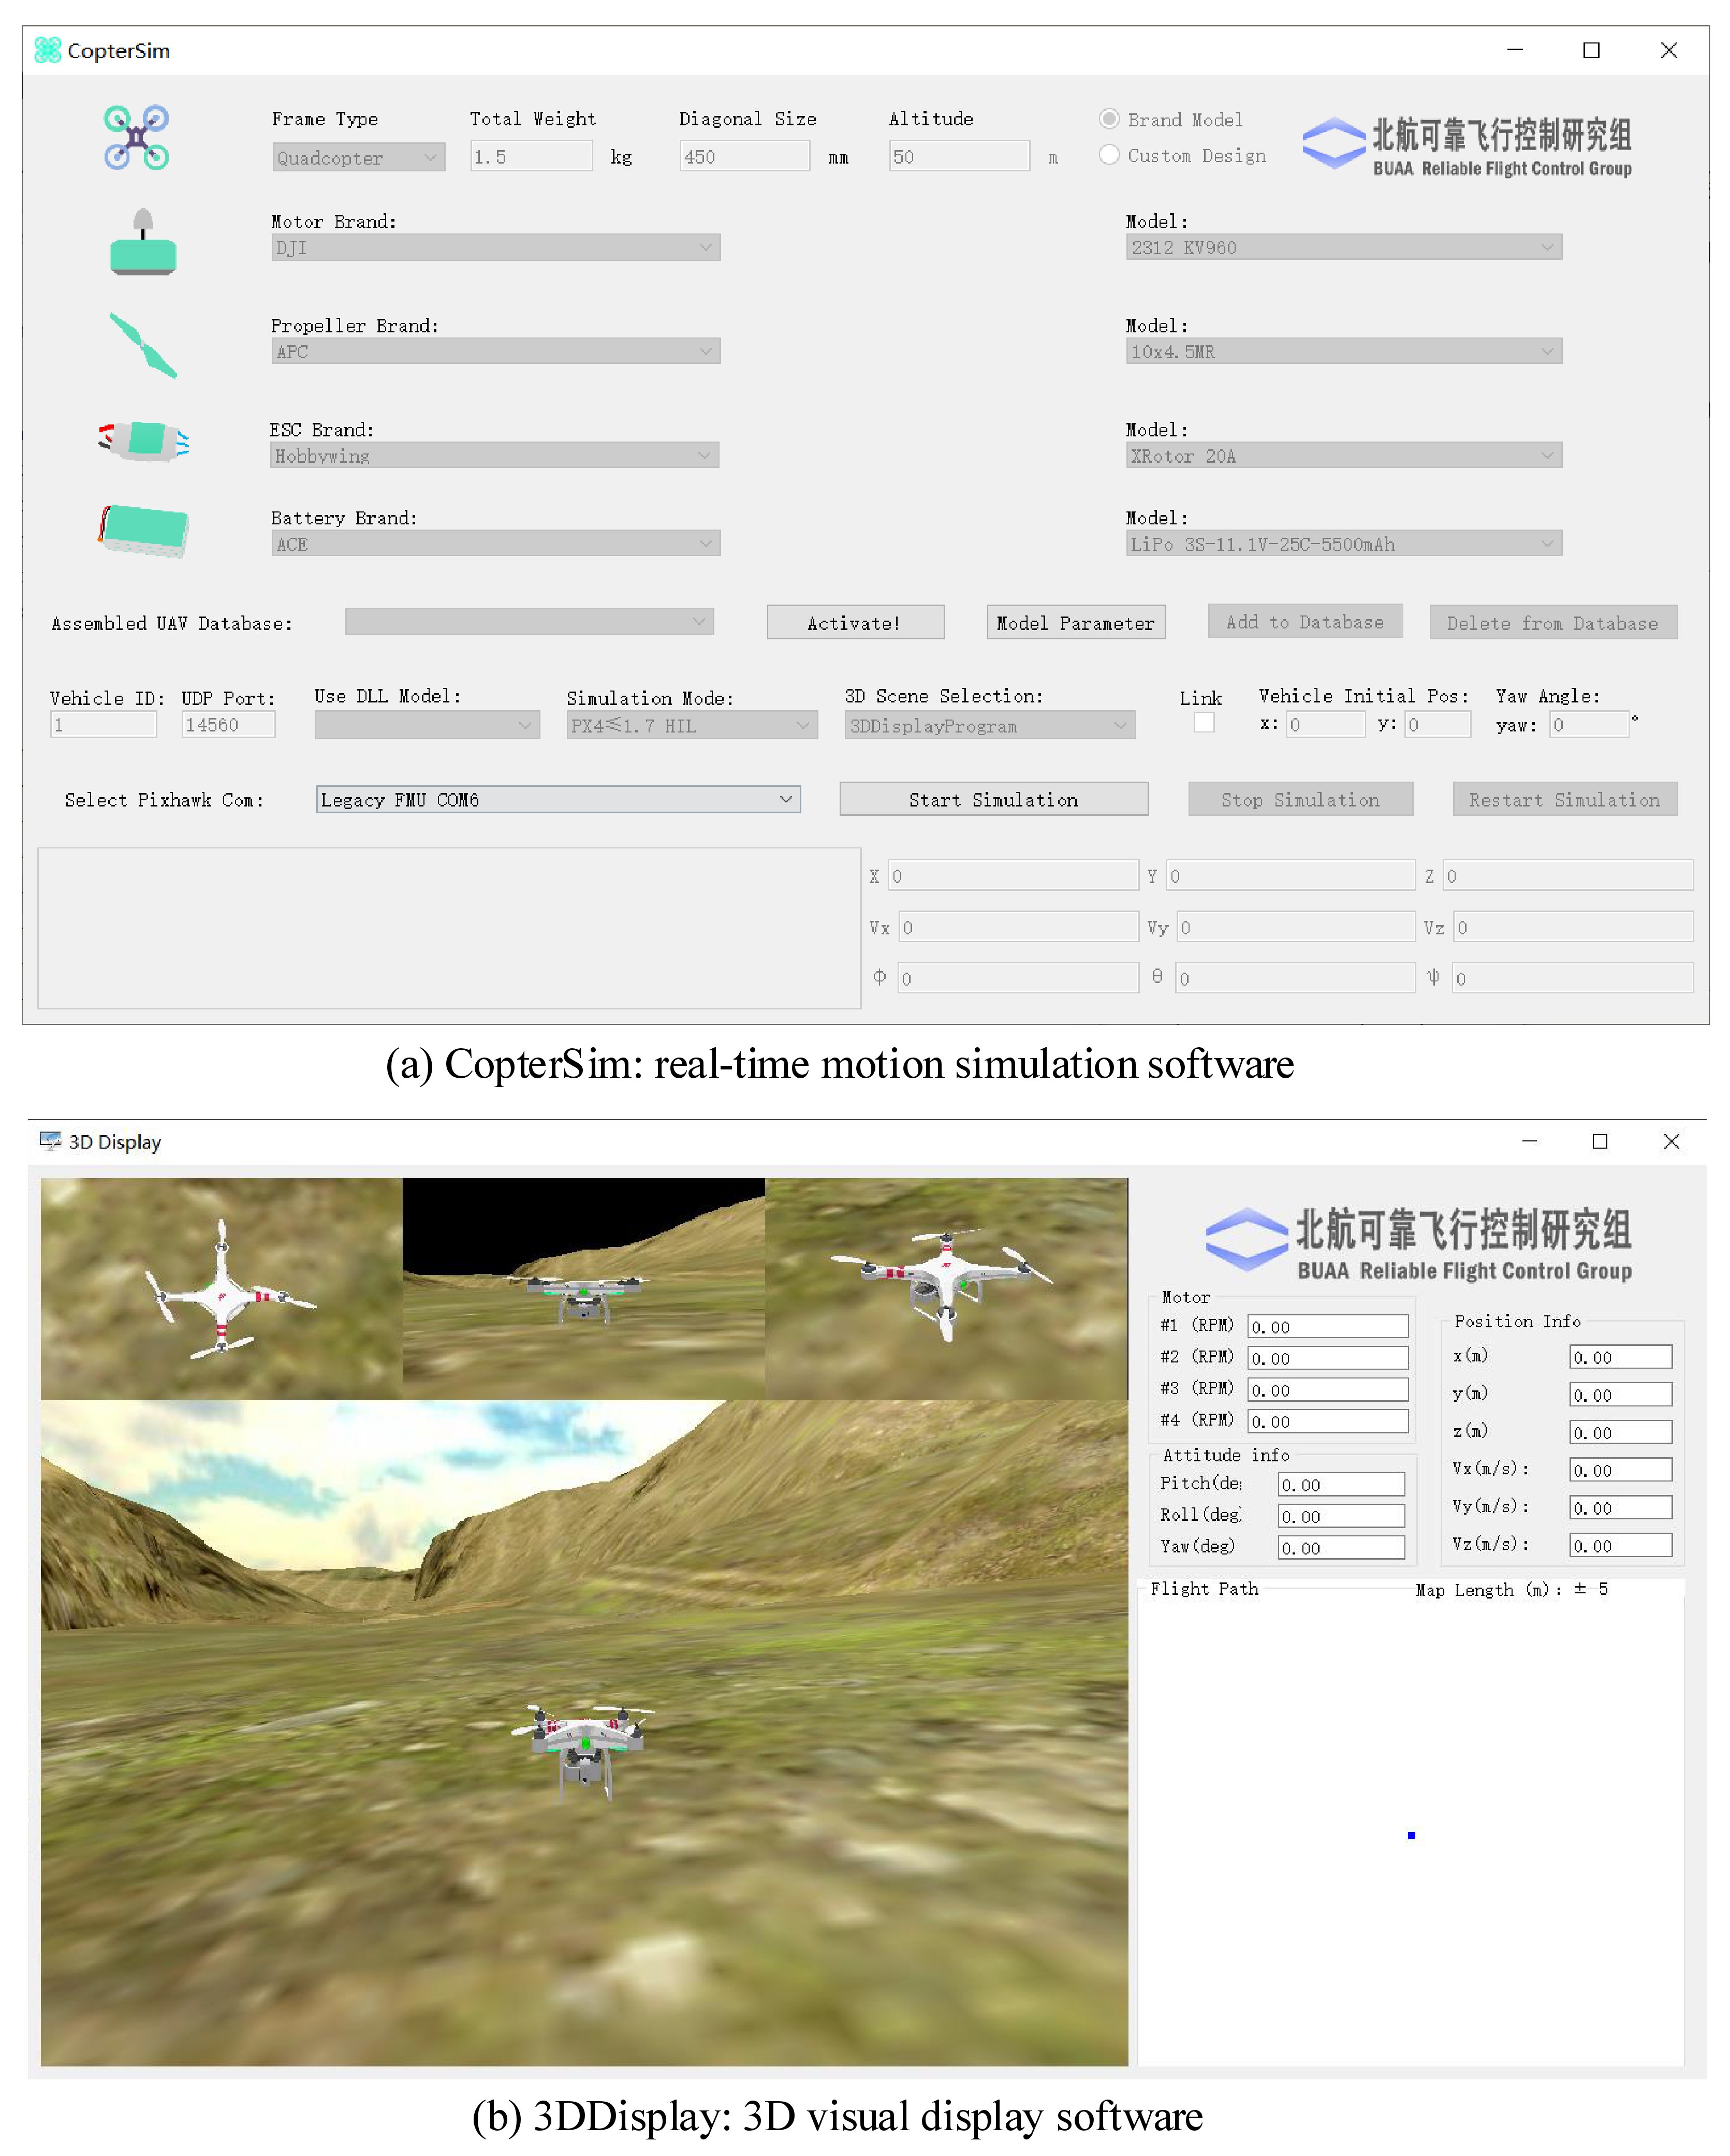 CopterSim
Frame Type Total Weight Diagonal Size Altitude
Brand Model
Quadcopter 1.5 kg 450 mm 50 m
Custom Design
北航可靠飞行控制研究组
BUAA Reliable Flight Control Group
Motor Brand: Model:
DJI 2312 KV960
Propeller Brand: Model:
APC 10x4.5MR
ESC Brand: Model:
Hobbywing XRotor 20A
Battery Brand: Model:
ACE LiPo 3S-11.1V-25C-5500mAh
Assembled UAV Database: Activate! Model Parameter Add to Database Delete from Database
Vehicle ID: UDP Port: Use DLL Model: Simulation Mode: 3D Scene Selection: Link Vehicle Initial Pos: Yaw Angle:
1 14560 PX4≤1.7 HIL 3DDisplayProgram x: 0 y: 0 yaw: 0 °
Select Pixhawk Com: Legacy FMU COM6 Start Simulation Stop Simulation Restart Simulation
X 0 Y 0 Z 0
Vx 0 Vy 0 Vz 0
Φ 0 θ 0 ψ 0
(a) CopterSim: real-time motion simulation software
3D Display
北航可靠飞行控制研究组
BUAA Reliable Flight Control Group
Motor
#1 (RPM) 0.00
#2 (RPM) 0.00
#3 (RPM) 0.00
#4 (RPM) 0.00
Attitude info
Pitch(de
Roll(deg
0.00
0.00
Yaw(deg) 0.00
Position Info
x(m) 0.00
y(m) 0.00
z(m) 0.00
Vx(m/s): 0.00
Vy(m/s): 0.00
Vz(m/s): 0.00
Flight Path Map Length (m): ± 5
(b) 3DDisplay: 3D visual display software